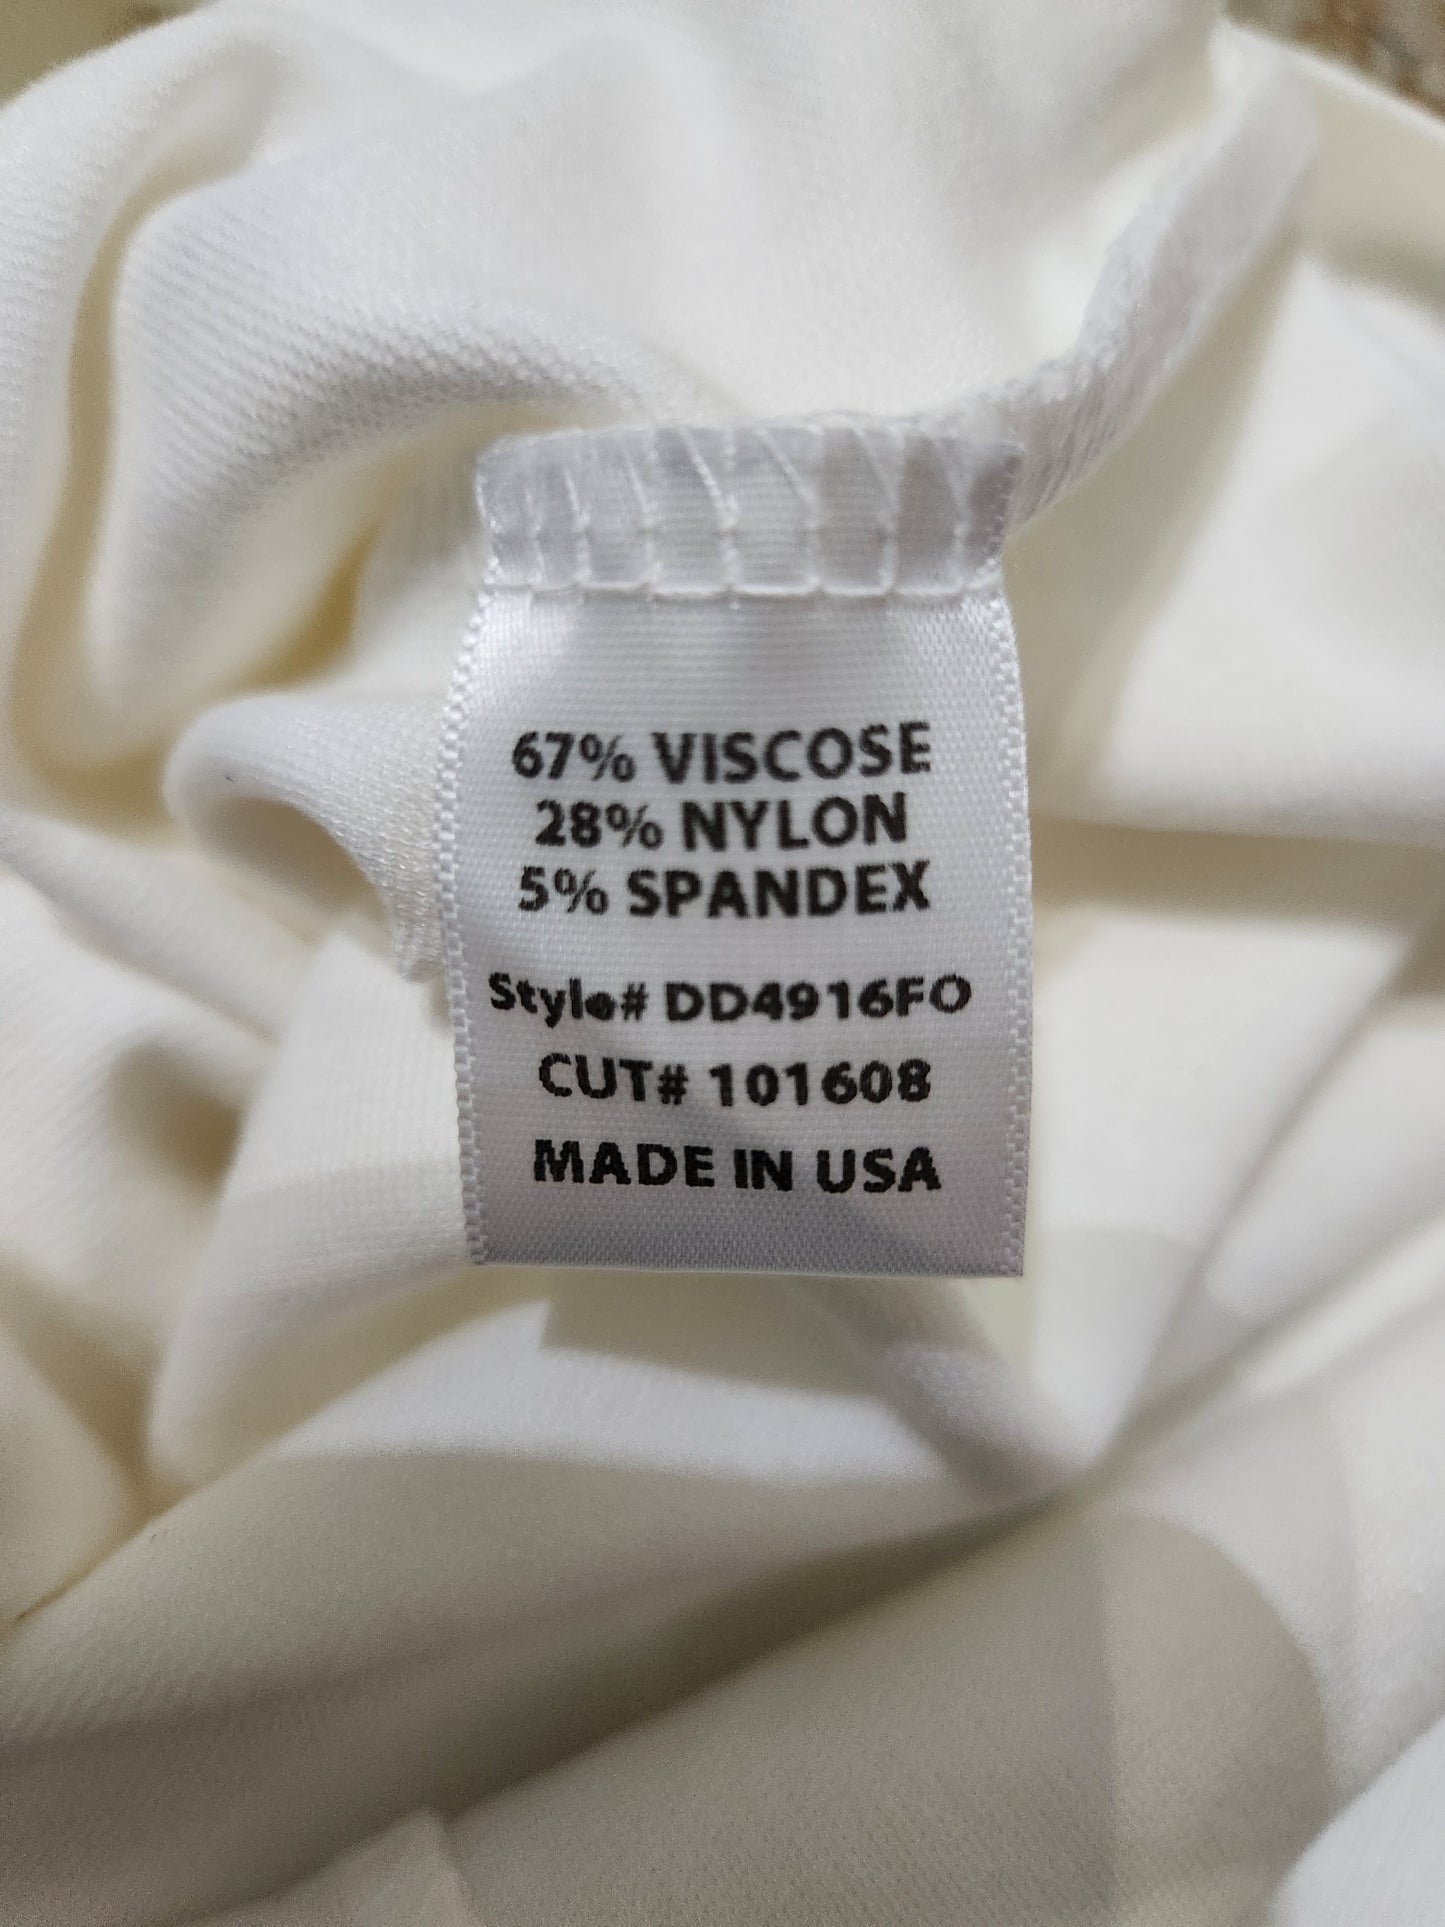 67% VISCOSE
28% NYLON
5% SPANDEX
Style# DD4916FO
CUT# 101608
MADE IN USA